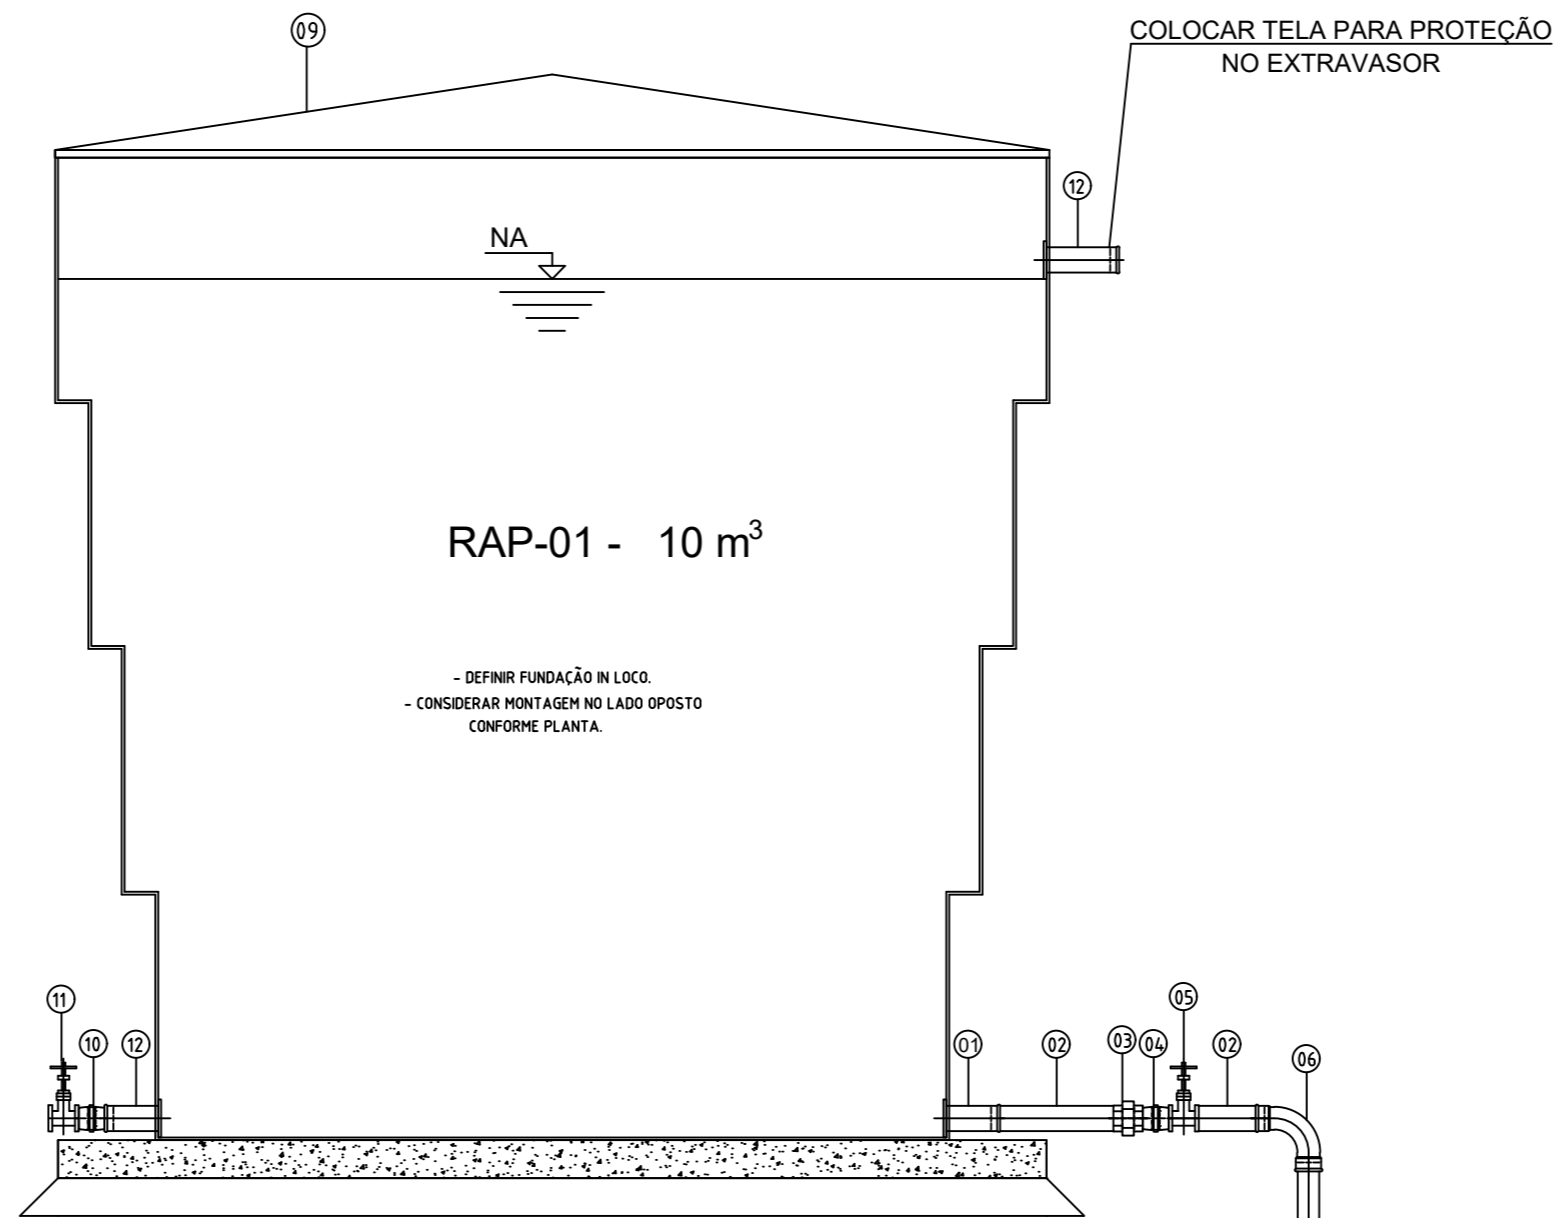 09
COLOCAR TELA PARA PROTEÇÃO
NO EXTRAVASOR
12
NA
RAP-01 - 10 m³
- DEFINIR FUNDAÇÃO IN LOCO.
- CONSIDERAR MONTAGEM NO LADO OPOSTO
CONFORME PLANTA.
11
10
12
01
02
03
04
05
02
06